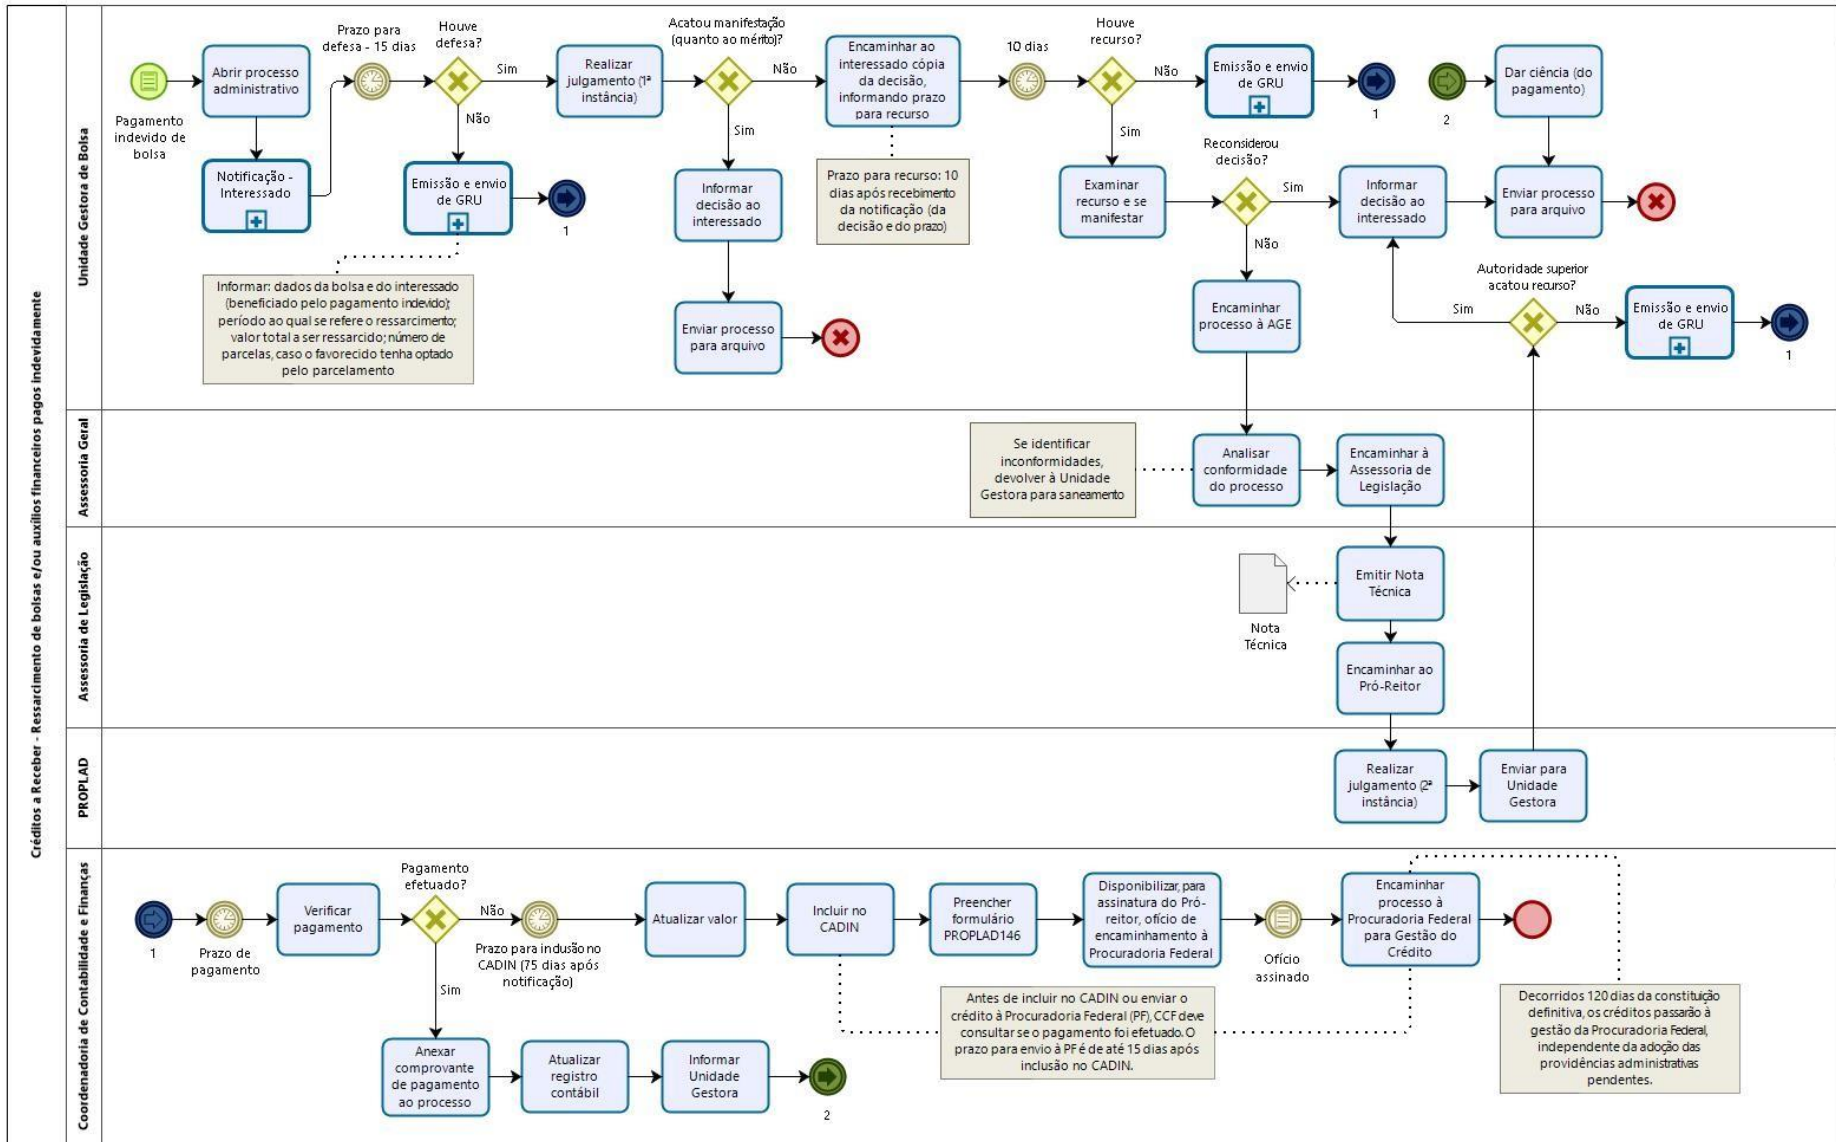 Créditos a Receber - Ressarcimento de bolsas e/ou auxílios financeiros pagos indevidamente
Unidade Gestora de Bolsa
Pagamento
indevido de
bolsa
Abrir processo
administrativo
Notificação -
Interessado
Prazo para
defesa - 15 dias
Houve
defesa?
Sim
Não
Emissão e envio
de GRU
1
Informar: dados da bolsa e do interessado
(beneficiado pelo pagamento indevido);
período ao qual se refere o ressarcimento;
valor total a ser ressarcido; número de
parcelas, caso o favorecido tenha optado
pelo parcelamento
Realizar
julgamento (1ª
instância)
Acatou manifestação
(quanto ao mérito)?
Não
Sim
Informar
decisão ao
interessado
Enviar processo
para arquivo
Encaminhar ao
interessado cópia
da decisão,
informando prazo
para recurso
Prazo para recurso: 10
dias após recebimento
da notificação (da
decisão e do prazo)
10 dias
Houve
recurso?
Não
Sim
Emissão e envio
de GRU
1
Examinar
recurso e se
manifestar
Reconsiderou
decisão?
Sim
Não
Encaminhar
processo à AGE
Informar
decisão ao
interessado
2
Dar ciência (do
pagamento)
Enviar processo
para arquivo
Autoridade superior
acatou recurso?
Sim
Não
Emissão e envio
de GRU
1
Assessoria Geral
Se identificar
inconformidades,
devolver à Unidade
Gestora para saneamento
Analisar
conformidade
do processo
Encaminhar à
Assessoria de
Legislação
Assessoria de Legislação
Emitir Nota
Técnica
Nota
Técnica
Encaminhar ao
Pró-Reitor
PROPLAD
Realizar
julgamento (2ª
instância)
Enviar para
Unidade
Gestora
Coordenadoria de Contabilidade e Finanças
1
Prazo de
pagamento
Verificar
pagamento
Pagamento
efetuado?
Não
Sim
Prazo para inclusão no
CADIN (75 dias após
notificação)
Atualizar valor
Incluir no
CADIN
Preencher
formulário
PROPLAD146
Disponibilizar, para
assinatura do Pró-
reitor, ofício de
encaminhamento à
Procuradoria Federal
Ofício
assinado
Encaminhar
processo à
Procuradoria Federal
para Gestão do
Crédito
Antes de incluir no CADIN ou enviar o
crédito à Procuradoria Federal (PF), CCF deve
consultar se o pagamento foi efetuado. O
prazo para envio à PF é de até 15 dias após
inclusão no CADIN.
Decorridos 120 dias da constituição
definitiva, os créditos passarão à
gestão da Procuradoria Federal,
independente da adoção das
providências administrativas
pendentes.
Anexar
comprovante
de pagamento
ao processo
Atualizar
registro
contábil
Informar
Unidade
Gestora
2